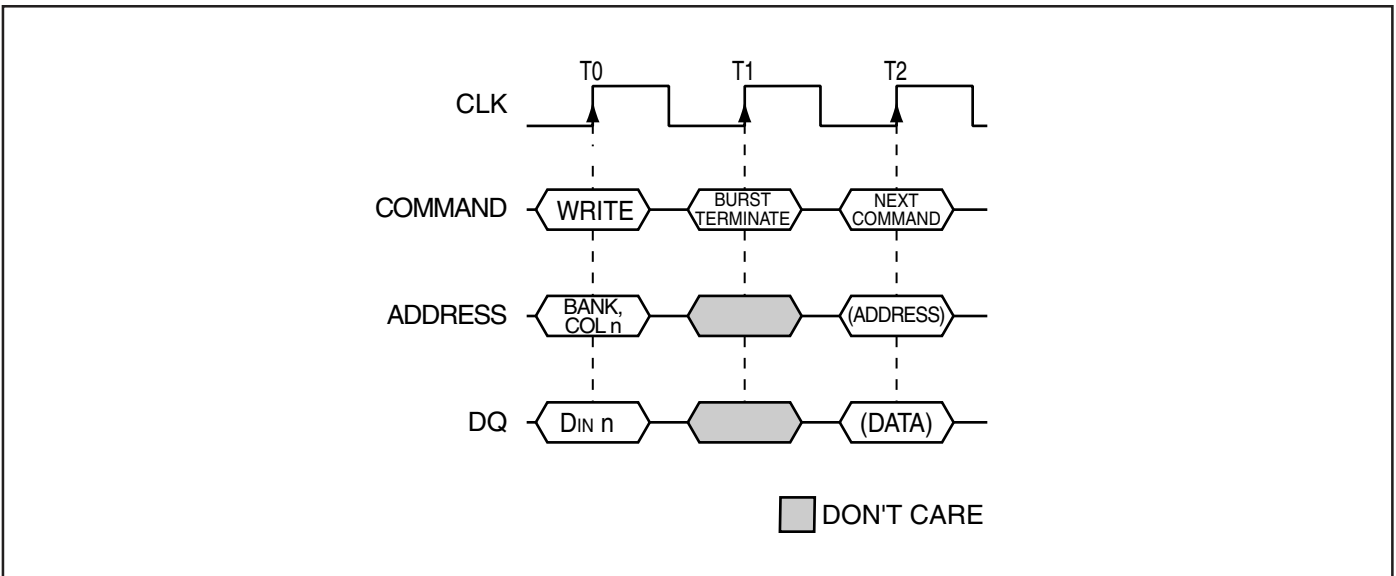 T0 T1 T2
CLK
COMMAND WRITE BURST TERMINATE NEXT COMMAND
ADDRESS BANK, COL n (ADDRESS)
DQ DIN n (DATA)
DON'T CARE